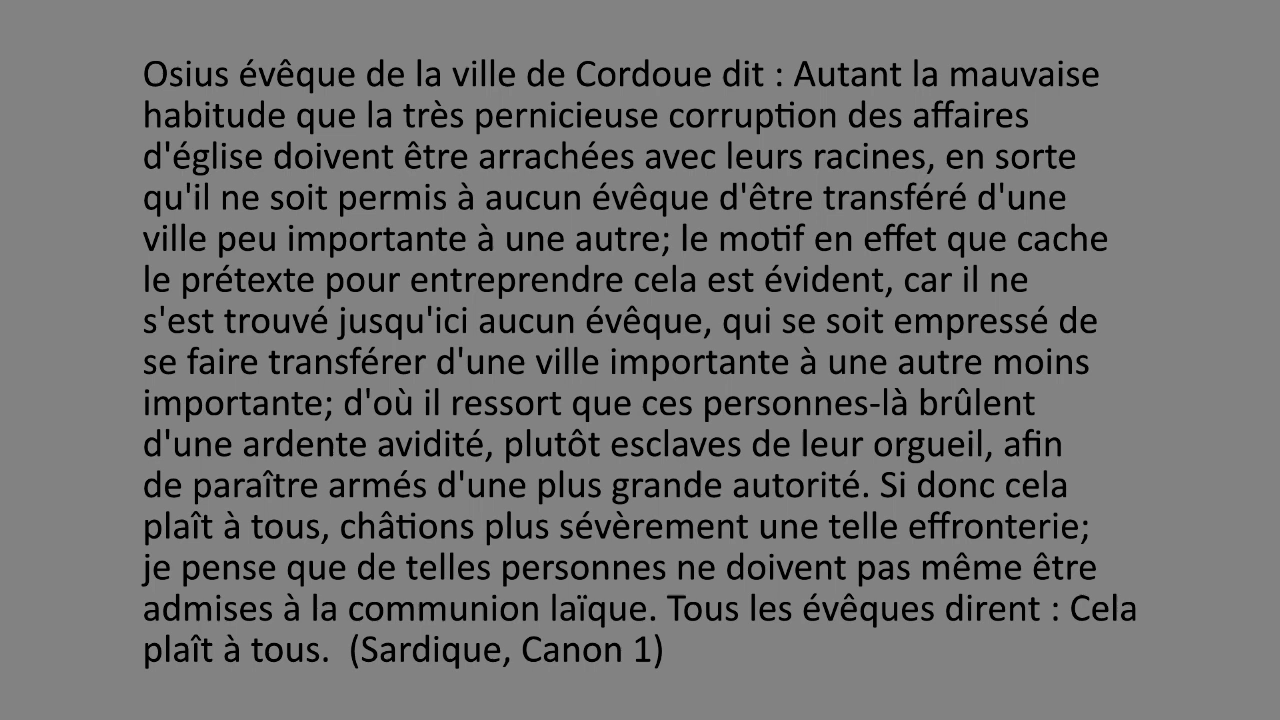 Osius évêque de la ville de Cordoue dit : Autant la mauvaise
habitude que la très pernicieuse corruption des affaires
d'église doivent être arrachées avec leurs racines, en sorte
qu'il ne soit permis à aucun évêque d'être transféré d'une
ville peu importante à une autre; le motif en effet que cache
le prétexte pour entreprendre cela est évident, car il ne
s'est trouvé jusqu'ici aucun évêque, qui se soit empressé de
se faire transférer d'une ville importante à une autre moins
importante; d'où il ressort que ces personnes-là brûlent
d'une ardente avidité, plutôt esclaves de leur orgueil, afin
de paraître armés d'une plus grande autorité. Si donc cela
plaît à tous, châtions plus sévèrement une telle effronterie;
je pense que de telles personnes ne doivent pas même être
admises à la communion laïque. Tous les évêques dirent : Cela
plaît à tous.  (Sardique, Canon 1)